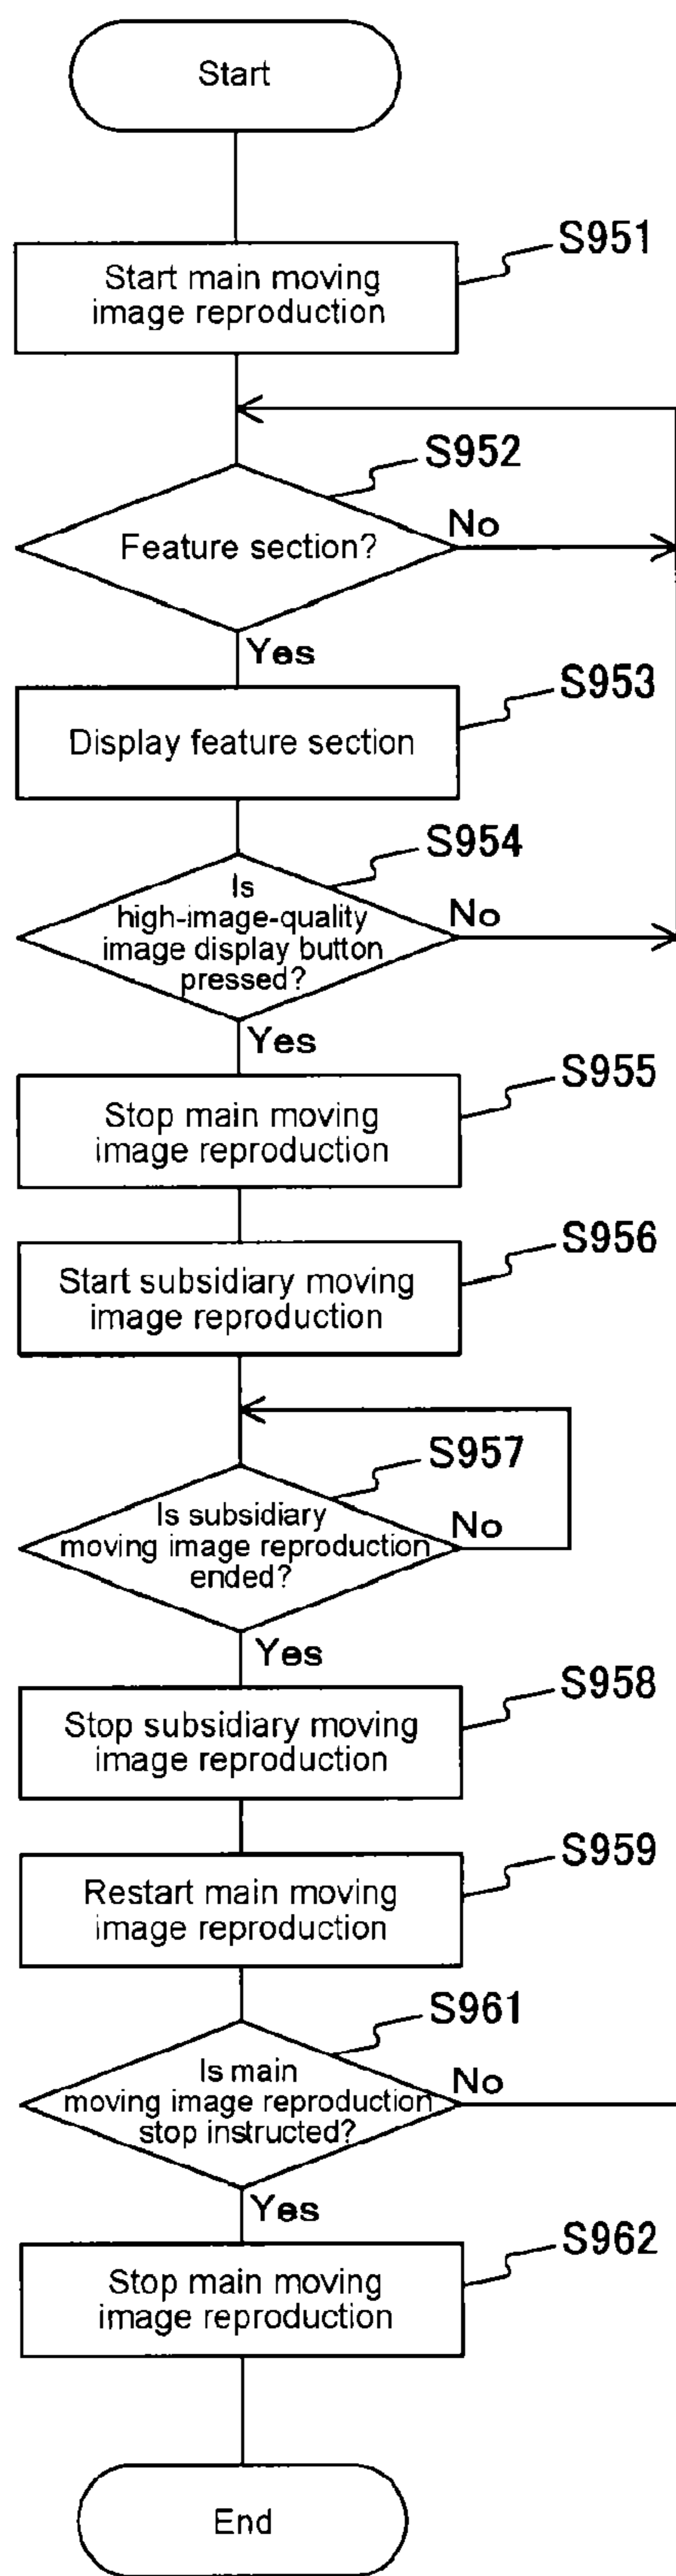 Start
S951
Start main moving
image reproduction
S952
Feature section?
No
Yes
S953
Display feature section
S954
Is
high-image-quality
image display button
pressed?
No
Yes
S955
Stop main moving
image reproduction
S956
Start subsidiary moving
image reproduction
S957
Is subsidiary
moving image reproduction
ended?
No
Yes
S958
Stop subsidiary moving
image reproduction
S959
Restart main moving
image reproduction
S961
Is main
moving image reproduction
stop instructed?
No
Yes
S962
Stop main moving
image reproduction
End